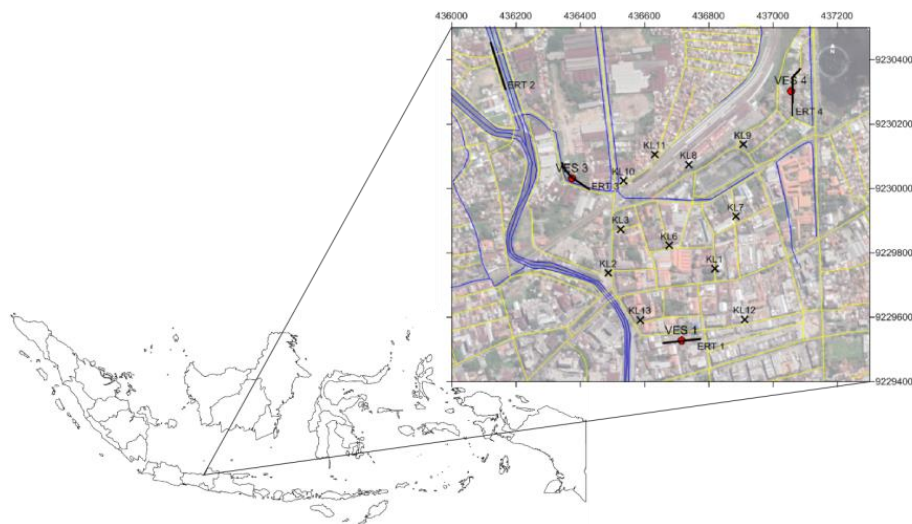 436000 436200 436400 436600 436800 437000 437200
9230400
9230200
9230000
9229800
9229600
9229400
ERT 2
VES 4
ERT 4
KL9
KL11
KL8
VES 3
KL10
ERT 3
KL7
KL3
KL6
KL2
KL1
KL13
KL12
VES 1
ERT 1